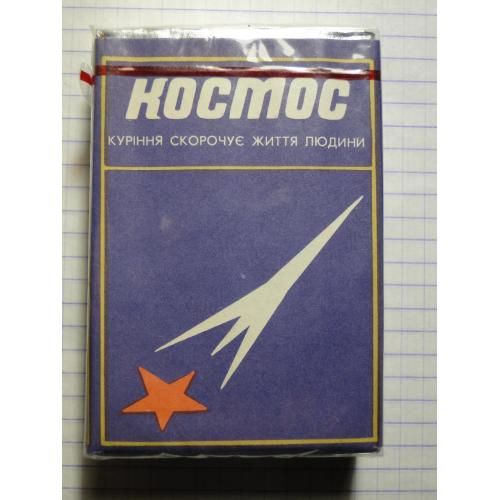 КОСМОС
КУРІННЯ СКОРОЧУЄ ЖИТТЯ ЛЮДИНИ